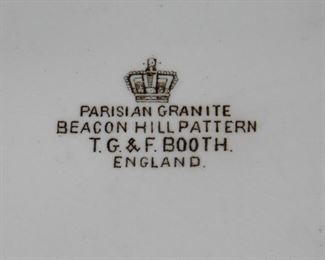 PARISIAN GRANITE
BEACON HILL PATTERN
T. G. & F. BOOTH.
ENGLAND.